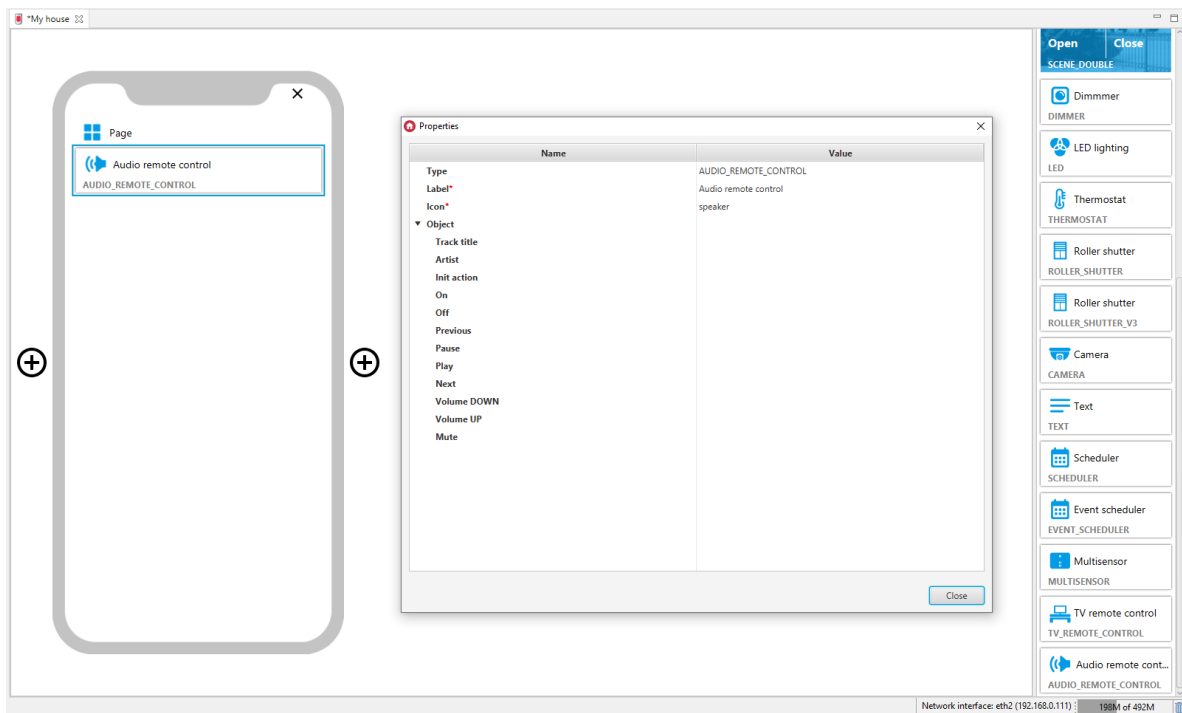 *My house
Page
Audio remote control
AUDIO_REMOTE_CONTROL
Properties
Name Value
Type AUDIO_REMOTE_CONTROL
Label* Audio remote control
Icon* speaker
Object
Track title
Artist
Init action
On
Off
Previous
Pause
Play
Next
Volume DOWN
Volume UP
Mute
Close
Open Close
SCENE_DOUBLE
Dimmmer
DIMMER
LED lighting
LED
Thermostat
THERMOSTAT
Roller shutter
ROLLER_SHUTTER
Roller shutter
ROLLER_SHUTTER_V3
Camera
CAMERA
Text
TEXT
Scheduler
SCHEDULER
Event scheduler
EVENT_SCHEDULER
Multisensor
MULTISENSOR
TV remote control
TV_REMOTE_CONTROL
Audio remote cont...
AUDIO_REMOTE_CONTROL
Network interface: eth2 (192.168.0.111) 198M of 492M